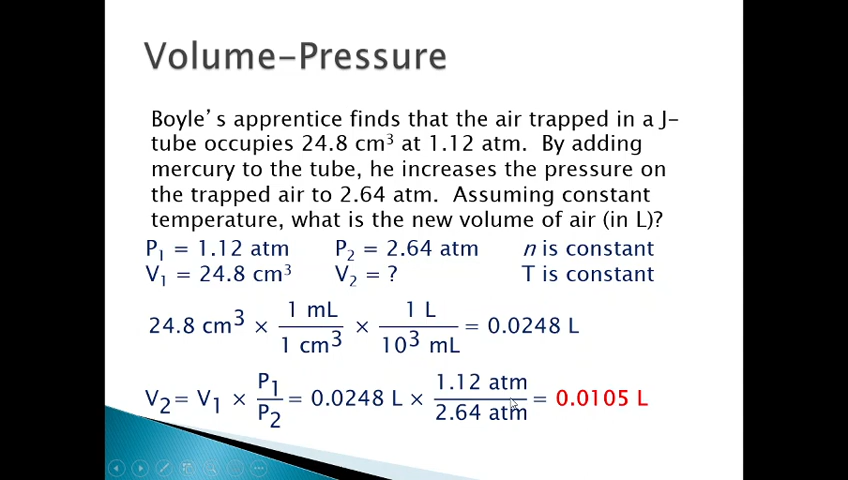 Volume-Pressure
Boyle's apprentice finds that the air trapped in a J-
tube occupies 24.8 cm³ at 1.12 atm. By adding
mercury to the tube, he increases the pressure on
the trapped air to 2.64 atm. Assuming constant
temperature, what is the new volume of air (in L)?
P₁ = 1.12 atm P₂ = 2.64 atm n is constant
V₁ = 24.8 cm³ V₂ = ? T is constant
24.8 cm³ × 1 mL / 1 cm³ × 1 L / 10³ mL = 0.0248 L
V₂ = V₁ × P₁ / P₂ = 0.0248 L × 1.12 atm / 2.64 atm = 0.0105 L